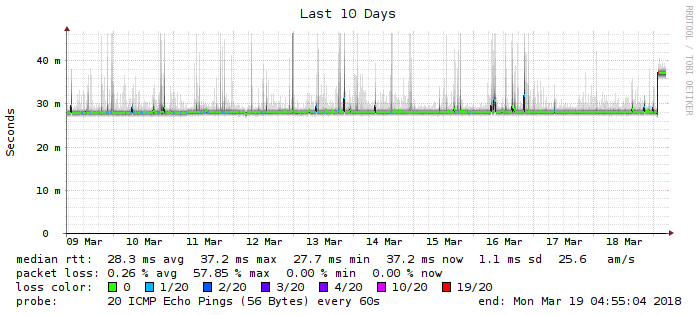 Last 10 Days
RRDTOOL / TOBI OETIKER
Seconds
40 m
30 m
20 m
10 m
0
09 Mar 10 Mar 11 Mar 12 Mar 13 Mar 14 Mar 15 Mar 16 Mar 17 Mar 18 Mar
median rtt: 28.3 ms avg 37.2 ms max 27.7 ms min 37.2 ms now 1.1 ms sd 25.6 am/s
packet loss: 0.26 % avg 57.85 % max 0.00 % min 0.00 % now
loss color: 0 1/20 2/20 3/20 4/20 10/20 19/20
probe: 20 ICMP Echo Pings (56 Bytes) every 60s end: Mon Mar 19 04:55:04 2018